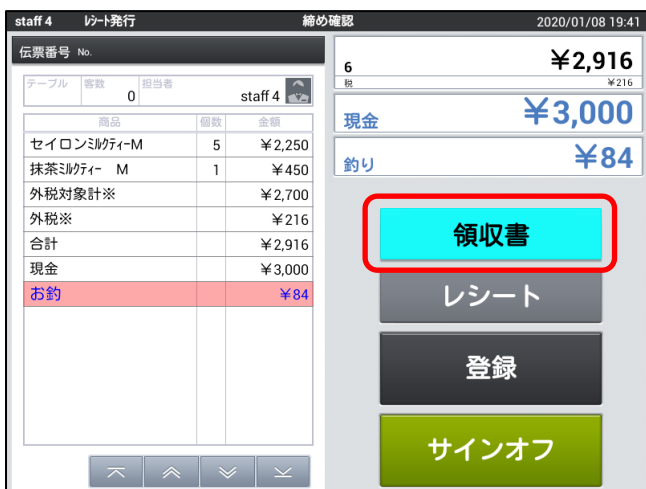 staff 4 ﾚｼｰﾄ発行 締め確認 2020/01/08 19:41
伝票番号 No.
テーブル 客数 0 担当者 staff 4
商品 個数 金額
セイロンﾐﾙｸﾃｨｰM 5 ¥2,250
抹茶ﾐﾙｸﾃｨｰ M 1 ¥450
外税対象計※ ¥2,700
外税※ ¥216
合計 ¥2,916
現金 ¥3,000
お釣 ¥84
6 ¥2,916
税 ¥216
現金 ¥3,000
釣り ¥84
領収書
レシート
登録
サインオフ